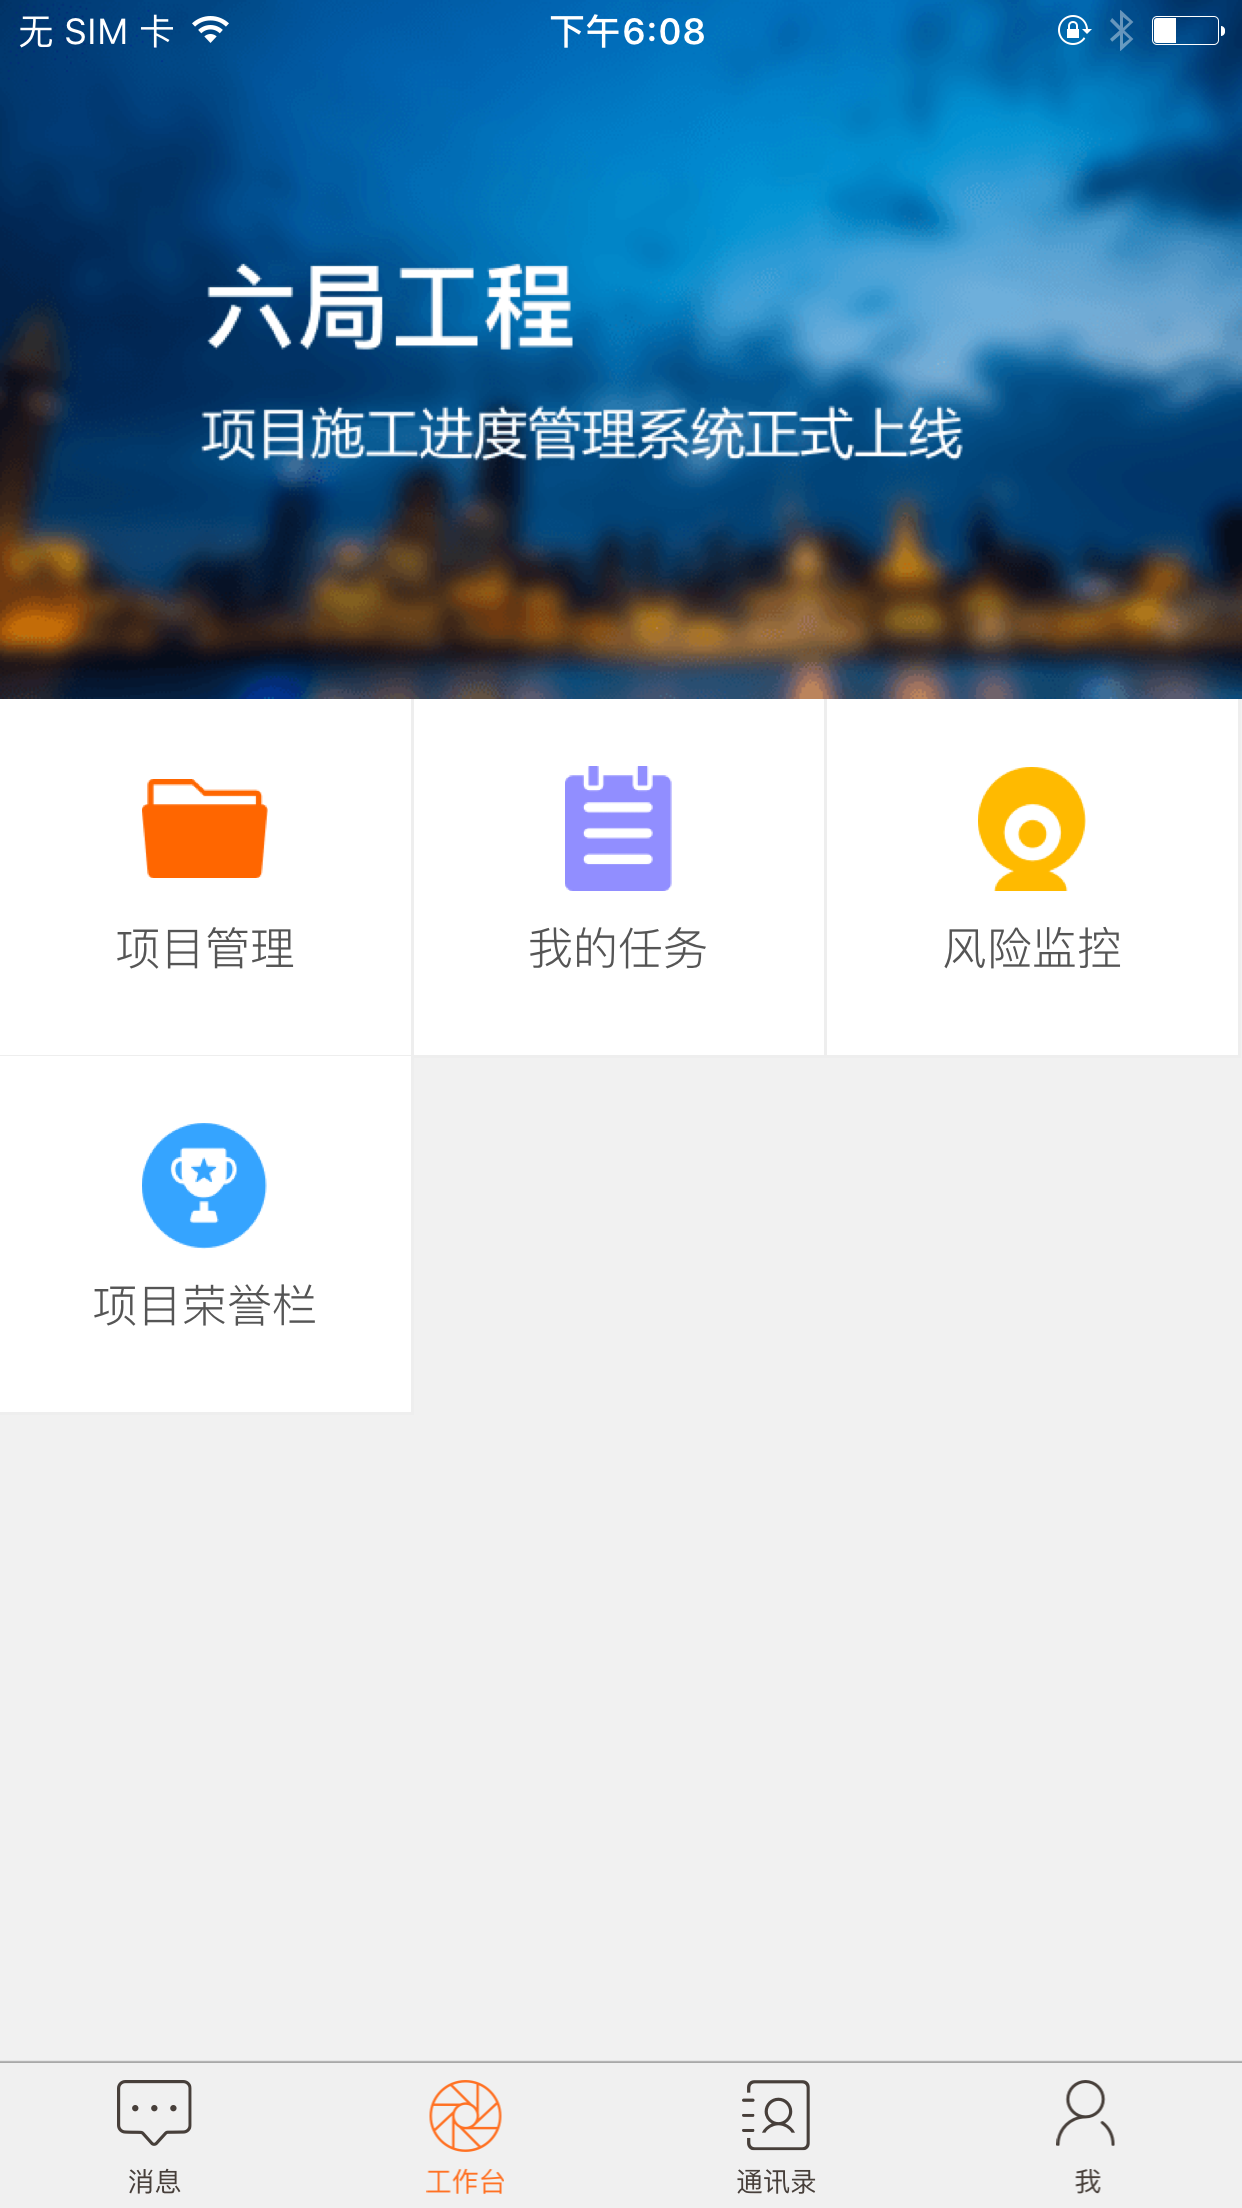 无 SIM 卡
下午6:08
六局工程
项目施工进度管理系统正式上线
项目管理
我的任务
风险监控
项目荣誉栏
消息
工作台
通讯录
我